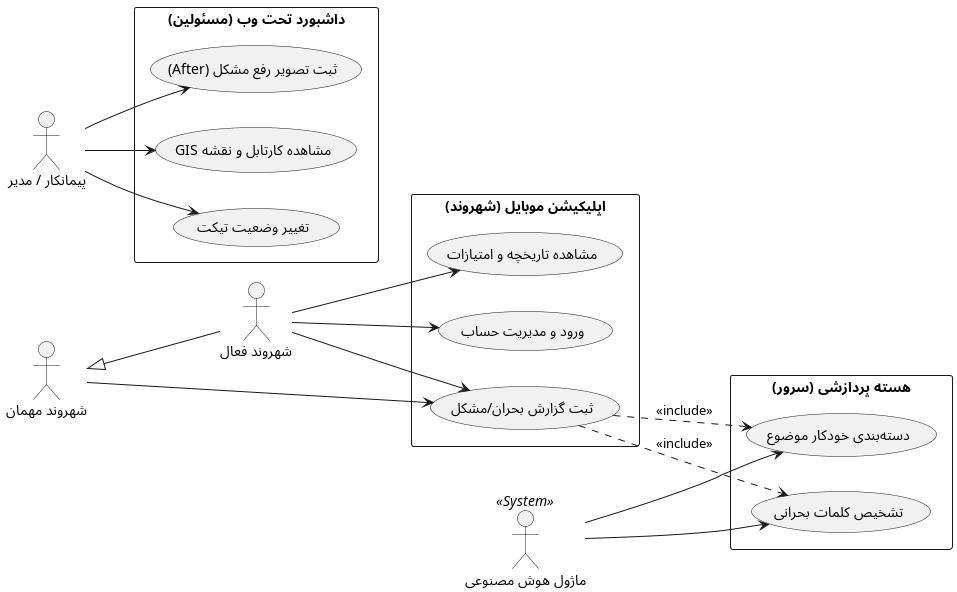 داشبورد تحت وب (مسئولین)
ثبت تصویر رفع مشکل (After)
مشاهده کارتابل و نقشه GIS
تغییر وضعیت تیکت
پیمانکار / مدیر
اپلیکیشن موبایل (شهروند)
مشاهده تاریخچه و امتیازات
ورود و مدیریت حساب
ثبت گزارش بحران/مشکل
شهروند فعال
شهروند مهمان
هسته پردازشی (سرور)
«include»
دسته‌بندی خودکار موضوع
«include»
تشخیص کلمات بحرانی
«System»
ماژول هوش مصنوعی